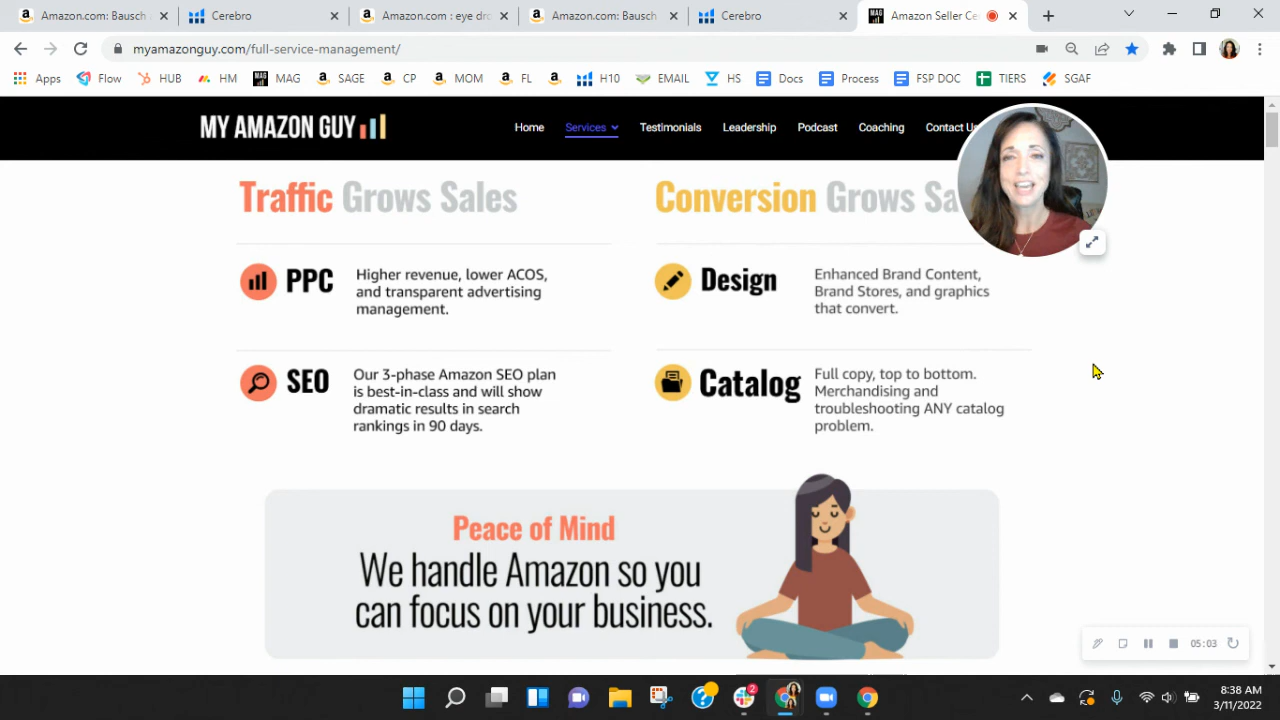 Amazon.com: Bausch
Cerebro
Amazon.com : eye dro
Amazon.com: Bausch
Cerebro
Amazon Seller Ce
myamazonguy.com/full-service-management/
Apps
Flow
HUB
HM
MAG
SAGE
CP
MOM
FL
H10
EMAIL
HS
Docs
Process
FSP DOC
TIERS
SGAF
MY AMAZON GUY
Home
Services
Testimonials
Leadership
Podcast
Coaching
Contact Us
Traffic Grows Sales
PPC
Higher revenue, lower ACOS,
and transparent advertising
management.
SEO
Our 3-phase Amazon SEO plan
is best-in-class and will show
dramatic results in search
rankings in 90 days.
Conversion Grows Sa
Design
Enhanced Brand Content,
Brand Stores, and graphics
that convert.
Catalog
Full copy, top to bottom.
Merchandising and
troubleshooting ANY catalog
problem.
Peace of Mind
We handle Amazon so you
can focus on your business.
05:03
2
8:38 AM
3/11/2022